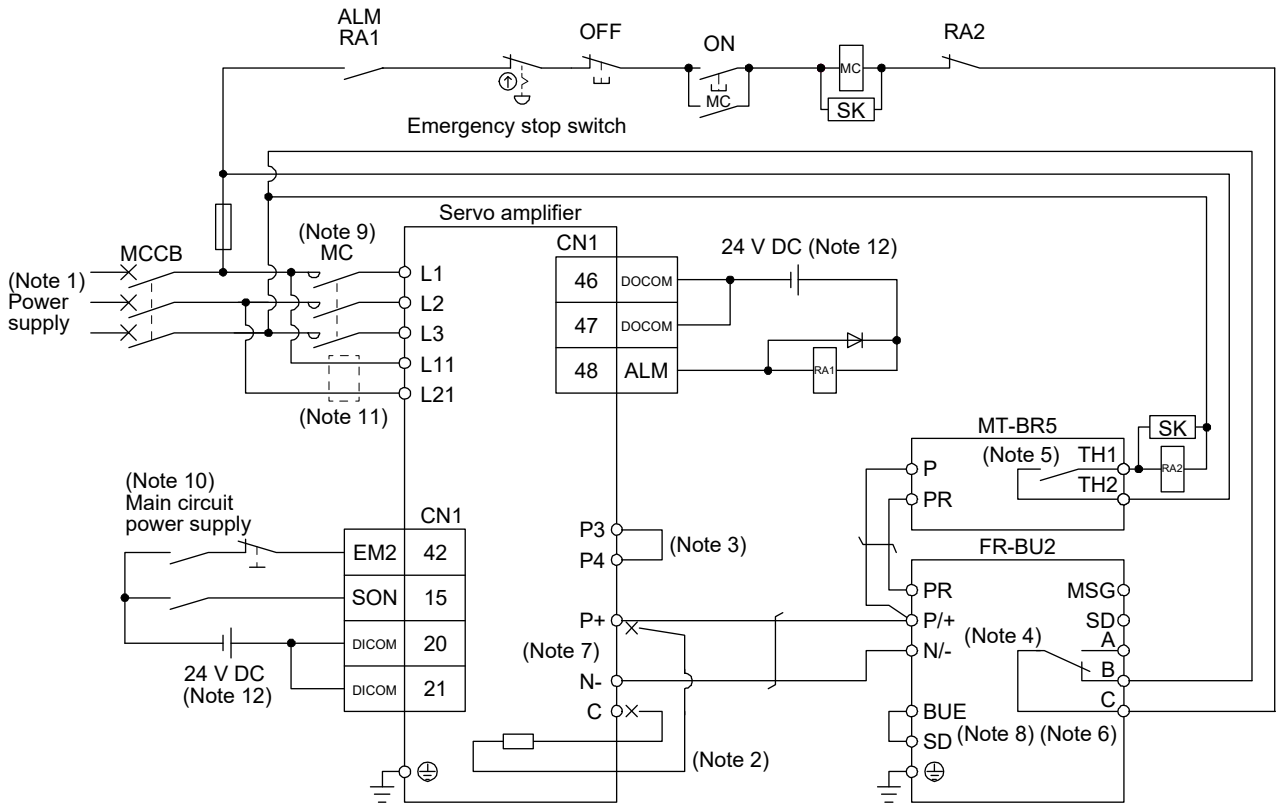 ALM
RA1
OFF
ON
RA2
MC
MC
SK
Emergency stop switch
Servo amplifier
(Note 9)
MC
MCCB
(Note 1)
Power
supply
L1
L2
L3
L11
L21
(Note 11)
CN1
46 DOCOM
47 DOCOM
48 ALM
24 V DC (Note 12)
RA1
MT-BR5
SK
(Note 5)
TH1
RA2
TH2
P
PR
(Note 10)
Main circuit
power supply
CN1
EM2 42
SON 15
DICOM 20
DICOM 21
24 V DC
(Note 12)
P3
P4
(Note 3)
P+
(Note 7)
N-
C
(Note 2)
FR-BU2
PR
P/+
N/-
BUE
SD
MSG
SD
A
B
C
(Note 4)
(Note 8) (Note 6)